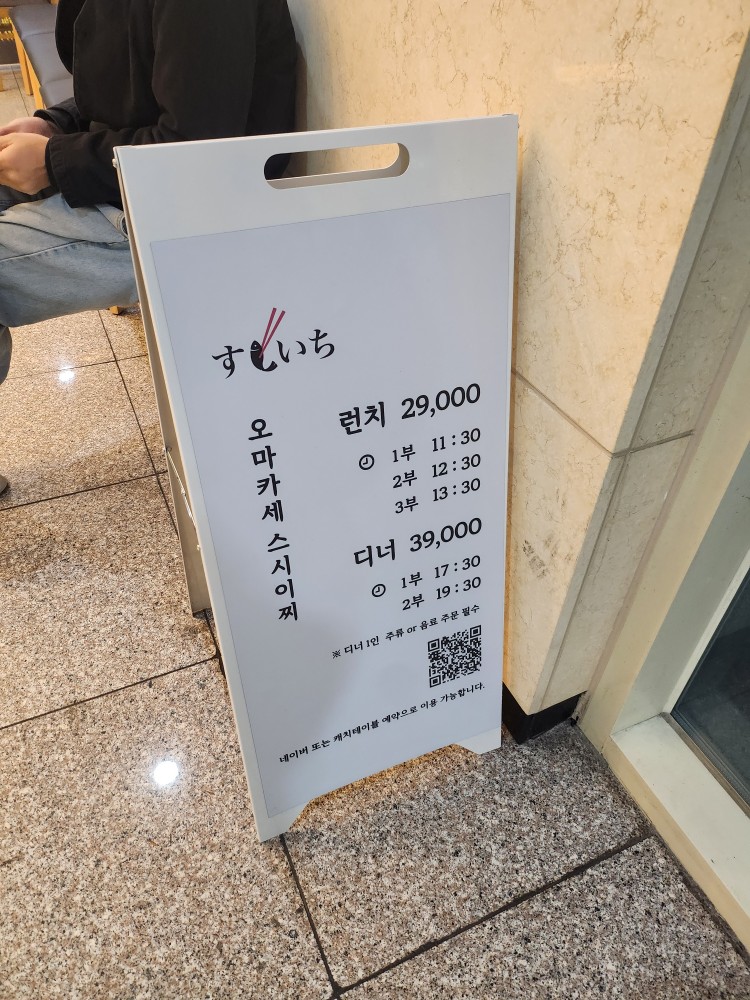 すしいち
오마카세 스시이찌
런치 29,000
1부 11:30
2부 12:30
3부 13:30
디너 39,000
1부 17:30
2부 19:30
※ 디너 1인 주류 or 음료 주문 필수
네이버 또는 캐치테이블 예약으로 이용 가능합니다.